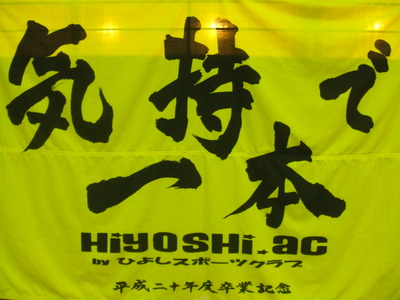 気持で
一本
HiYOSHi.ac
by ひよしスポーツクラブ
平成二十年度卒業記念